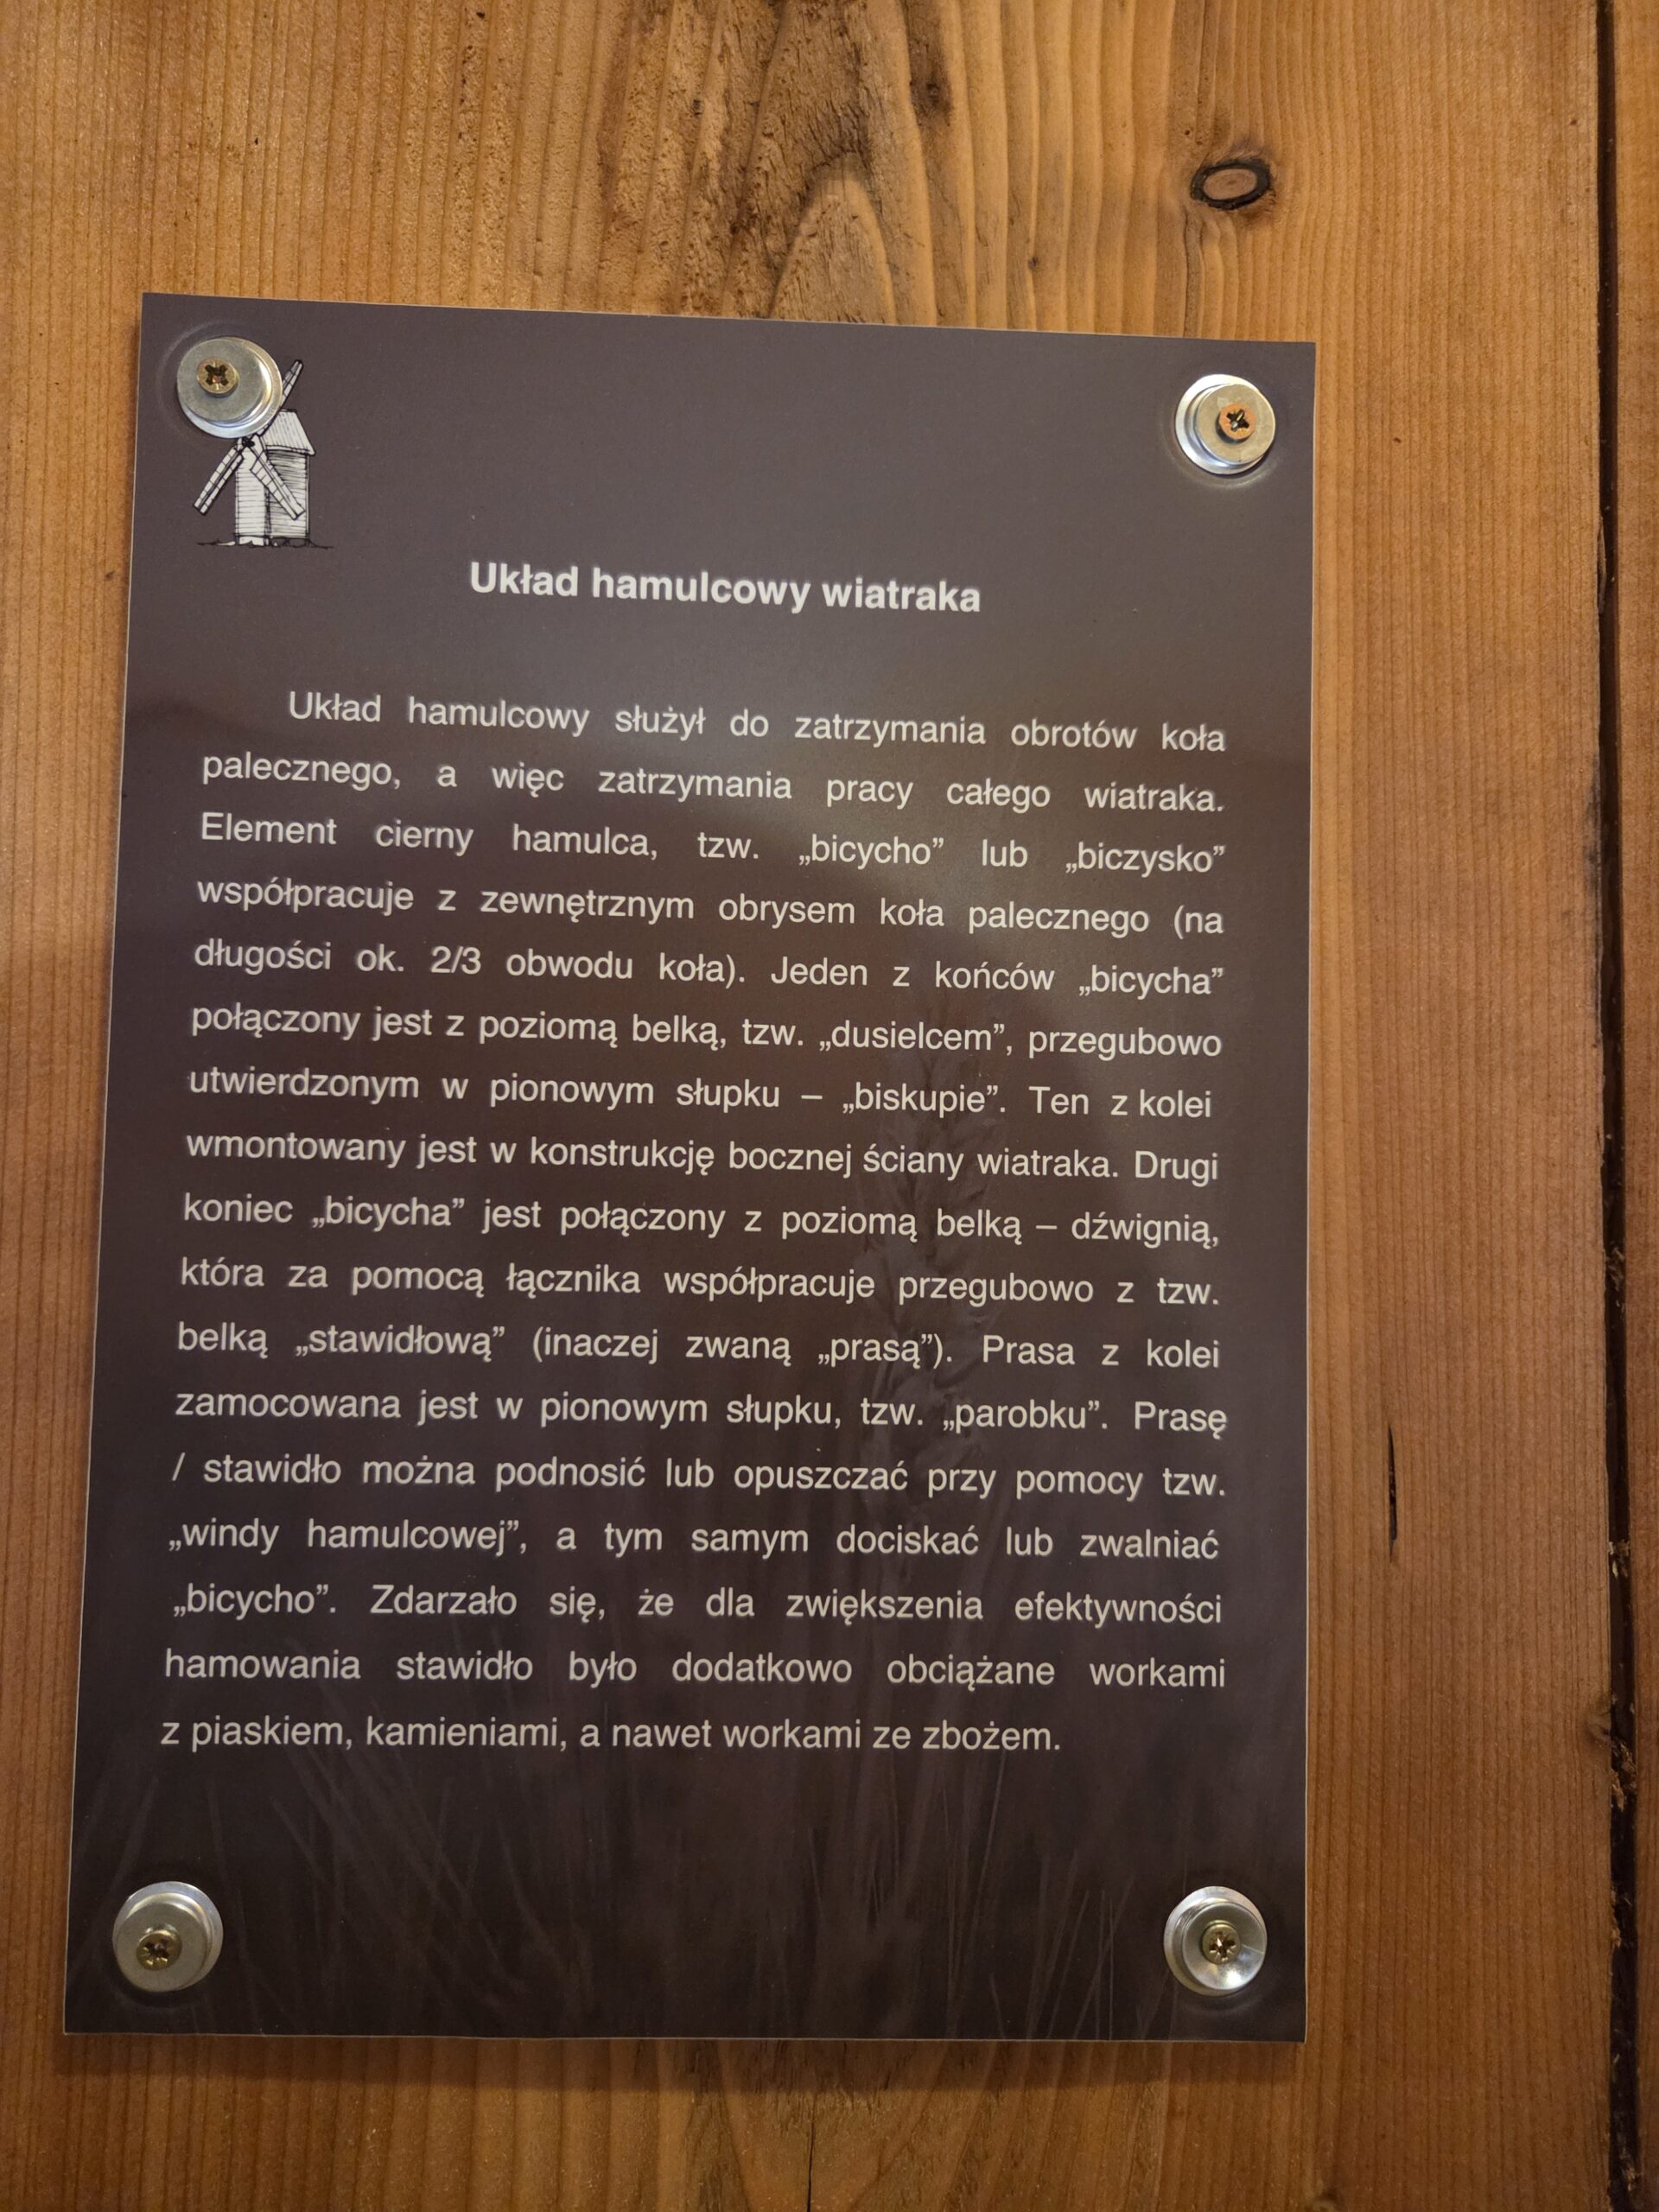 Układ hamulcowy wiatraka
Układ hamulcowy służył do zatrzymania obrotów koła
palecznego, a więc zatrzymania pracy całego wiatraka.
Element cierny hamulca, tzw. „bicycho” lub „biczysko”
współpracuje z zewnętrznym obrysem koła palecznego (na
długości ok. 2/3 obwodu koła). Jeden z końców „bicycha”
połączony jest z poziomą belką, tzw. „dusielcem”, przegubowo
utwierdzonym w pionowym słupku – „biskupie”. Ten z kolei
wmontowany jest w konstrukcję bocznej ściany wiatraka. Drugi
koniec „bicycha” jest połączony z poziomą belką – dźwignią,
która za pomocą łącznika współpracuje przegubowo z tzw.
belką „stawidłową” (inaczej zwaną „prasą”). Prasa z kolei
zamocowana jest w pionowym słupku, tzw. „parobku”. Prasę
/ stawidło można podnosić lub opuszczać przy pomocy tzw.
„windy hamulcowej”, a tym samym dociskać lub zwalniać
„bicycho”. Zdarzało się, że dla zwiększenia efektywności
hamowania stawidło było dodatkowo obciążane workami
z piaskiem, kamieniami, a nawet workami ze zbożem.